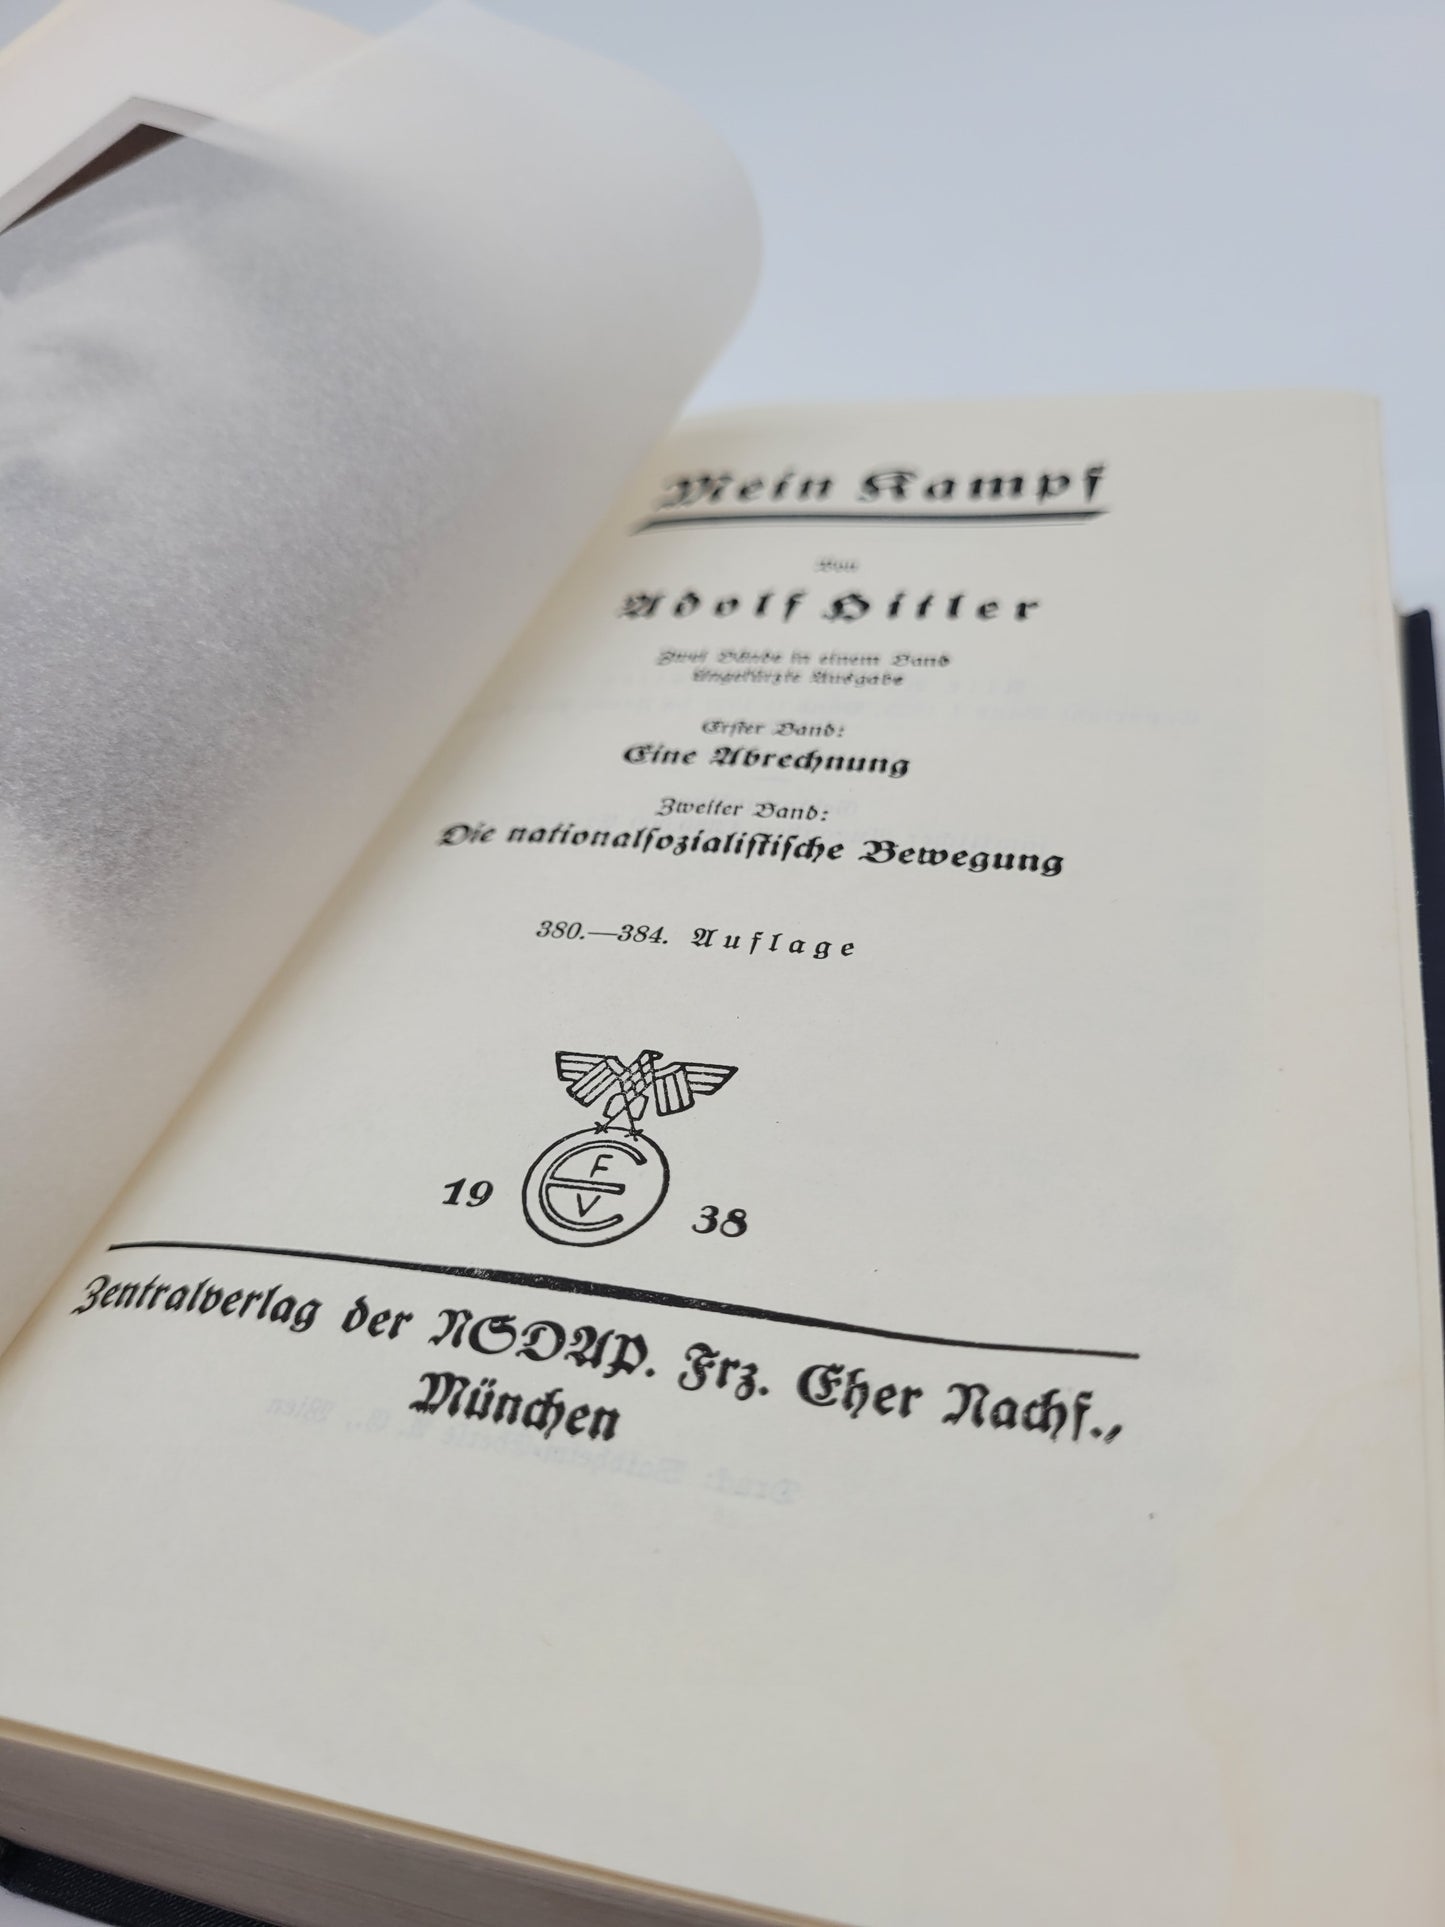 Mein Kampf
Von
Adolf Hitler
Zwei Bände in einem Band
Ungekürzte Ausgabe
Erster Band:
Eine Abrechnung
Zweiter Band:
Die nationalsozialistische Bewegung
380.—384. Auflage
F
V
19 38
Zentralverlag der NSDAP. Frz. Eher Nachf.,
München